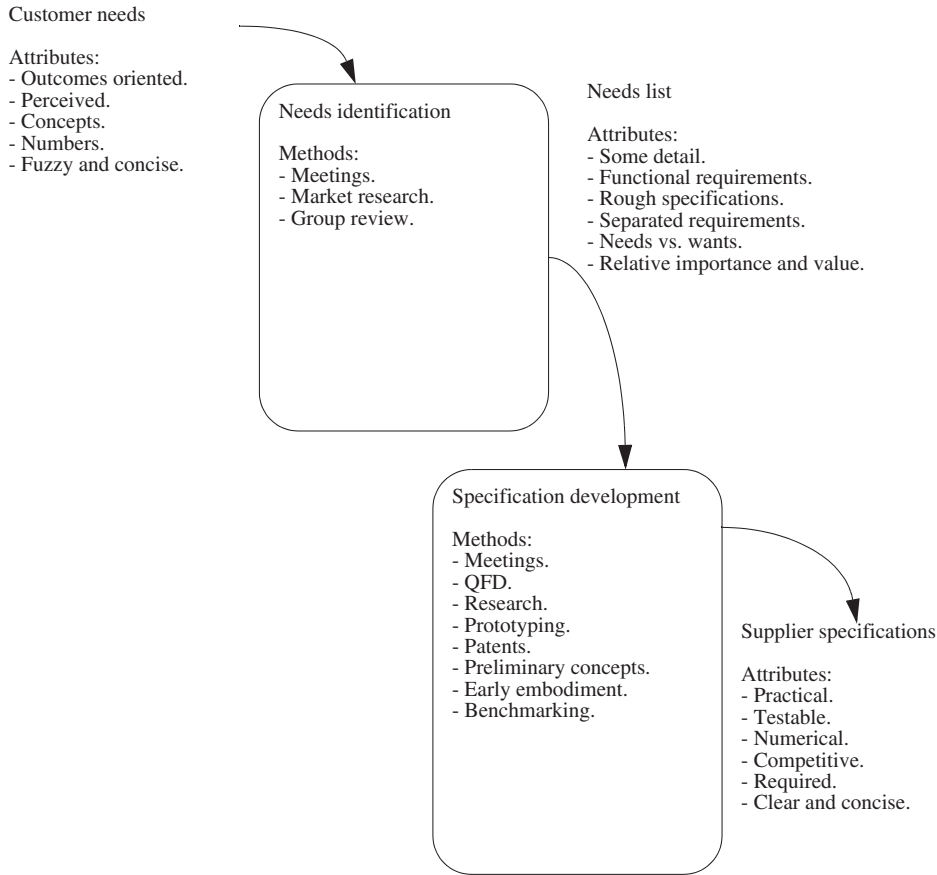 Customer needs
Attributes:
- Outcomes oriented.
- Perceived.
- Concepts.
- Numbers.
- Fuzzy and concise.
Needs identification
Methods:
- Meetings.
- Market research.
- Group review.
Needs list
Attributes:
- Some detail.
- Functional requirements.
- Rough specifications.
- Separated requirements.
- Needs vs. wants.
- Relative importance and value.
Specification development
Methods:
- Meetings.
- QFD.
- Research.
- Prototyping.
- Patents.
- Preliminary concepts.
- Early embodiment.
- Benchmarking.
Supplier specifications
Attributes:
- Practical.
- Testable.
- Numerical.
- Competitive.
- Required.
- Clear and concise.